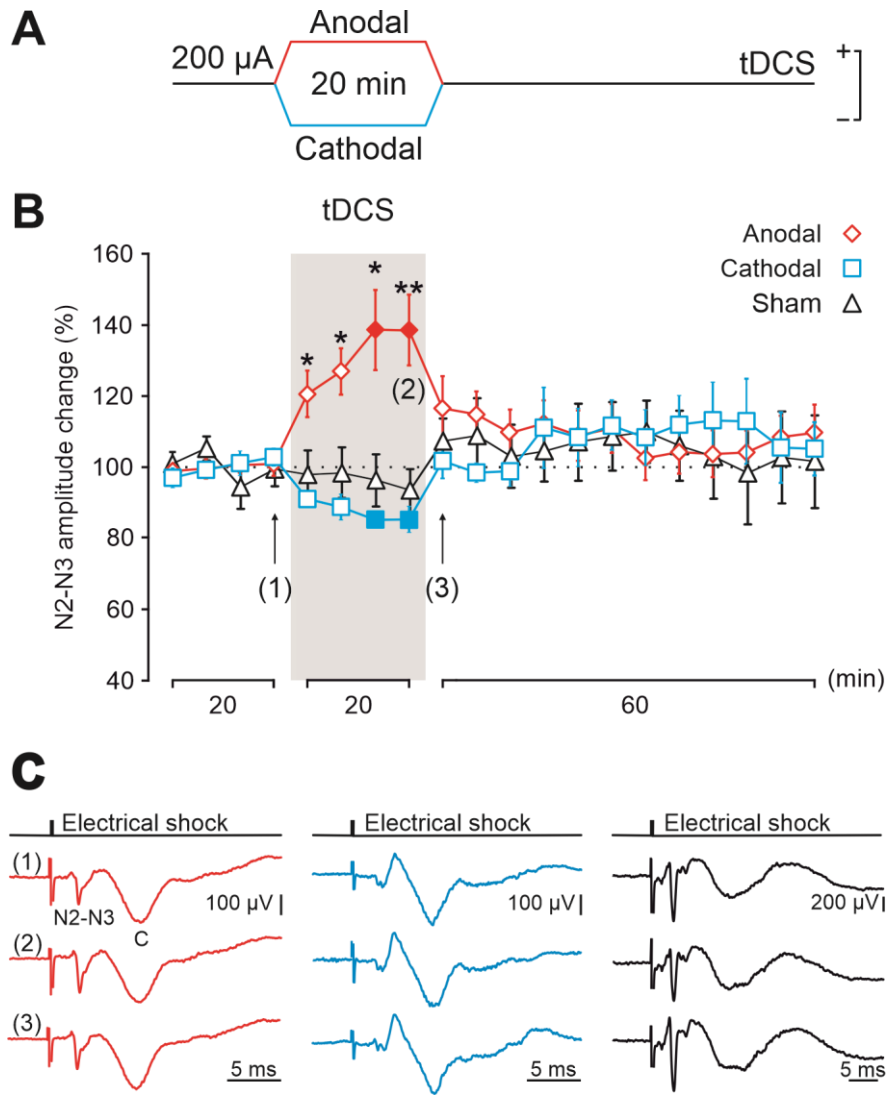 A
Anodal
200 µA
20 min
tDCS
+
−
Cathodal
B
tDCS
160
140
120
100
80
60
40
N2-N3 amplitude change (%)
Anodal
Cathodal
Sham
*
*
*
**
(2)
(1)
(3)
20
20
60
(min)
C
Electrical shock
Electrical shock
Electrical shock
(1)
N2-N3
C
100 µV
100 µV
200 µV
(2)
(3)
5 ms
5 ms
5 ms